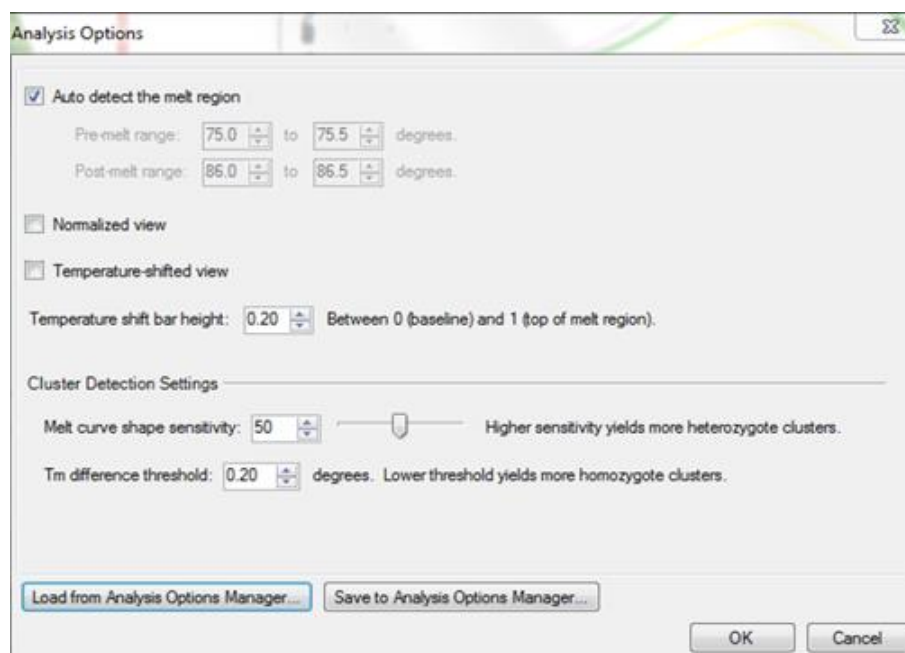 Analysis Options
Auto detect the melt region
Pre-melt range: 75.0 to 75.5 degrees.
Post-melt range: 86.0 to 86.5 degrees.
Normalized view
Temperature-shifted view
Temperature shift bar height: 0.20 Between 0 (baseline) and 1 (top of melt region).
Cluster Detection Settings
Melt curve shape sensitivity: 50 Higher sensitivity yields more heterozygote clusters.
Tm difference threshold: 0.20 degrees. Lower threshold yields more homozygote clusters.
Load from Analysis Options Manager... Save to Analysis Options Manager...
OK Cancel